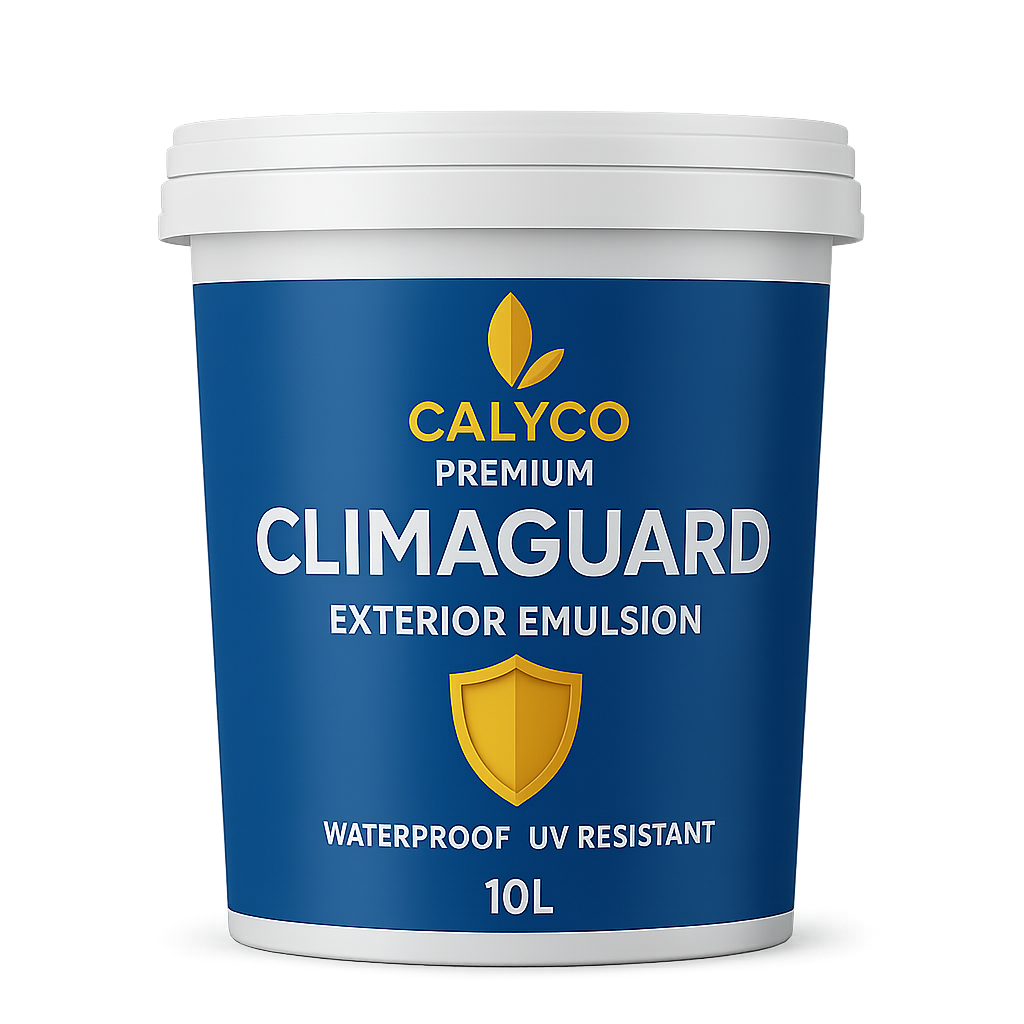 CALYCO
PREMIUM
CLIMAGUARD
EXTERIOR EMULSION
WATERPROOF UV RESISTANT
10L